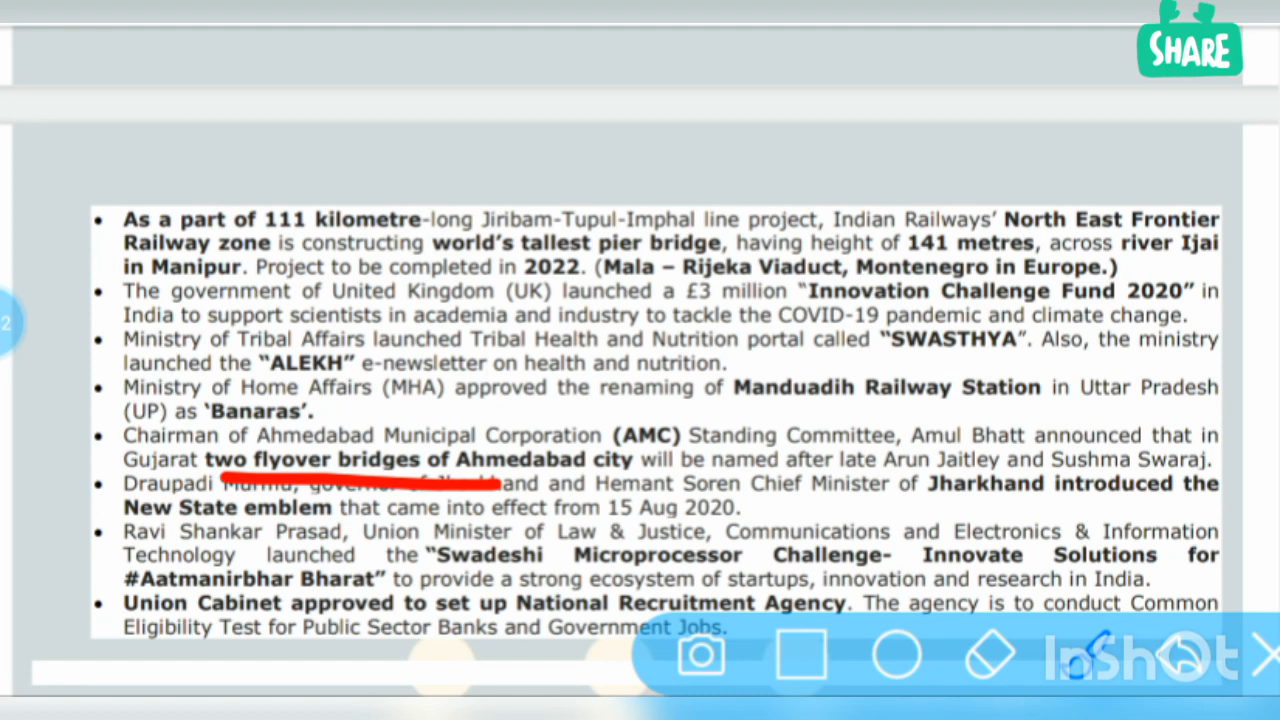 SHARE
• As a part of 111 kilometre-long Jiribam-Tupul-Imphal line project, Indian Railways' North East Frontier
Railway zone is constructing world's tallest pier bridge, having height of 141 metres, across river Ijai
in Manipur. Project to be completed in 2022. (Mala – Rijeka Viaduct, Montenegro in Europe.)
• The government of United Kingdom (UK) launched a £3 million "Innovation Challenge Fund 2020" in
2
India to support scientists in academia and industry to tackle the COVID-19 pandemic and climate change.
• Ministry of Tribal Affairs launched Tribal Health and Nutrition portal called "SWASTHYA". Also, the ministry
launched the "ALEKH" e-newsletter on health and nutrition.
• Ministry of Home Affairs (MHA) approved the renaming of Manduadih Railway Station in Uttar Pradesh
(UP) as 'Banaras'.
• Chairman of Ahmedabad Municipal Corporation (AMC) Standing Committee, Amul Bhatt announced that in
Gujarat two flyover bridges of Ahmedabad city will be named after late Arun Jaitley and Sushma Swaraj.
• Draupadi Murmu, governor of Jharkhand and Hemant Soren Chief Minister of Jharkhand introduced the
New State emblem that came into effect from 15 Aug 2020.
• Ravi Shankar Prasad, Union Minister of Law & Justice, Communications and Electronics & Information
Technology launched the "Swadeshi Microprocessor Challenge- Innovate Solutions for
#Aatmanirbhar Bharat" to provide a strong ecosystem of startups, innovation and research in India.
• Union Cabinet approved to set up National Recruitment Agency. The agency is to conduct Common
Eligibility Test for Public Sector Banks and Government Jobs.
InShOt